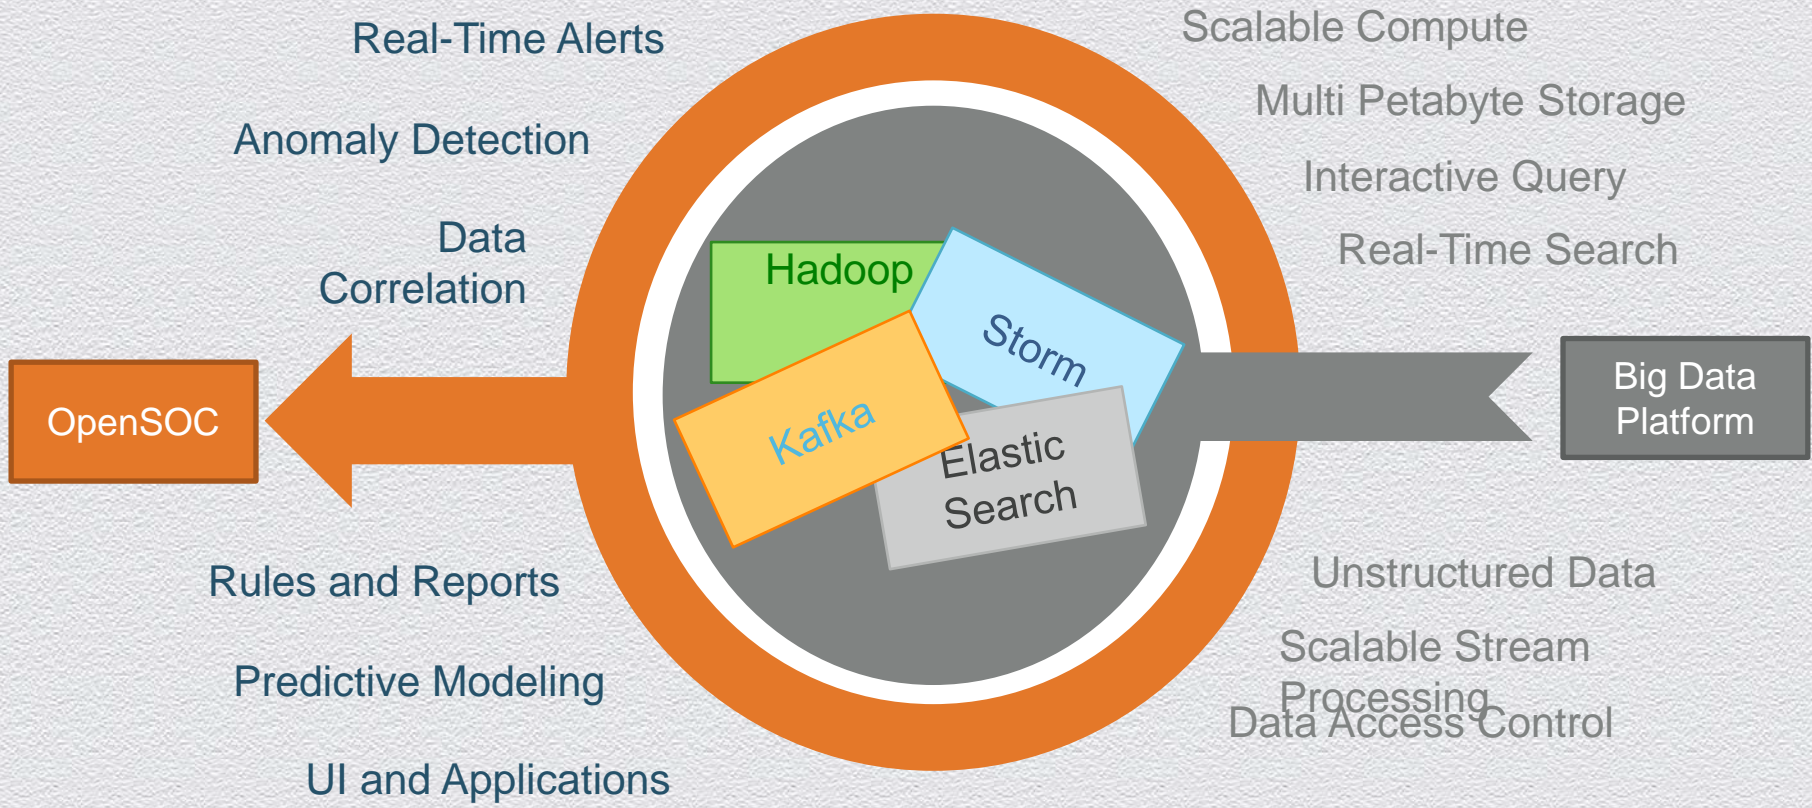 Real-Time Alerts
Anomaly Detection
Data
Correlation
OpenSOC
Rules and Reports
Predictive Modeling
UI and Applications
Hadoop
Storm
Kafka
Elastic
Search
Scalable Compute
Multi Petabyte Storage
Interactive Query
Real-Time Search
Big Data
Platform
Unstructured Data
Scalable Stream
Processing
Data Access Control